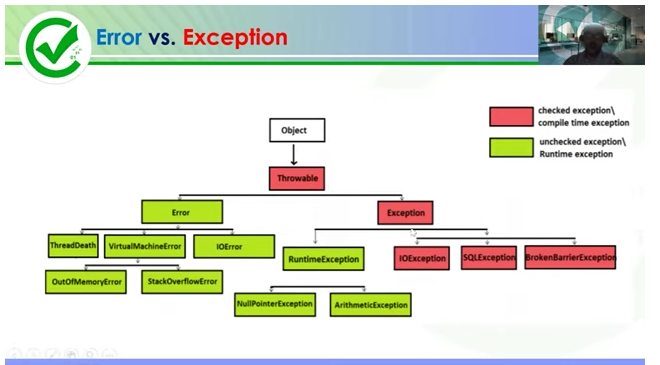 Error vs. Exception
checked exception\
compile time exception
unchecked exception\
Runtime exception
Object
Throwable
Error
Exception
ThreadDeath
VirtualMachineError
IOError
RuntimeException
IOException
SQLException
BrokenBarrierException
OutOfMemoryError
StackOverflowError
NullPointerException
ArithmeticException